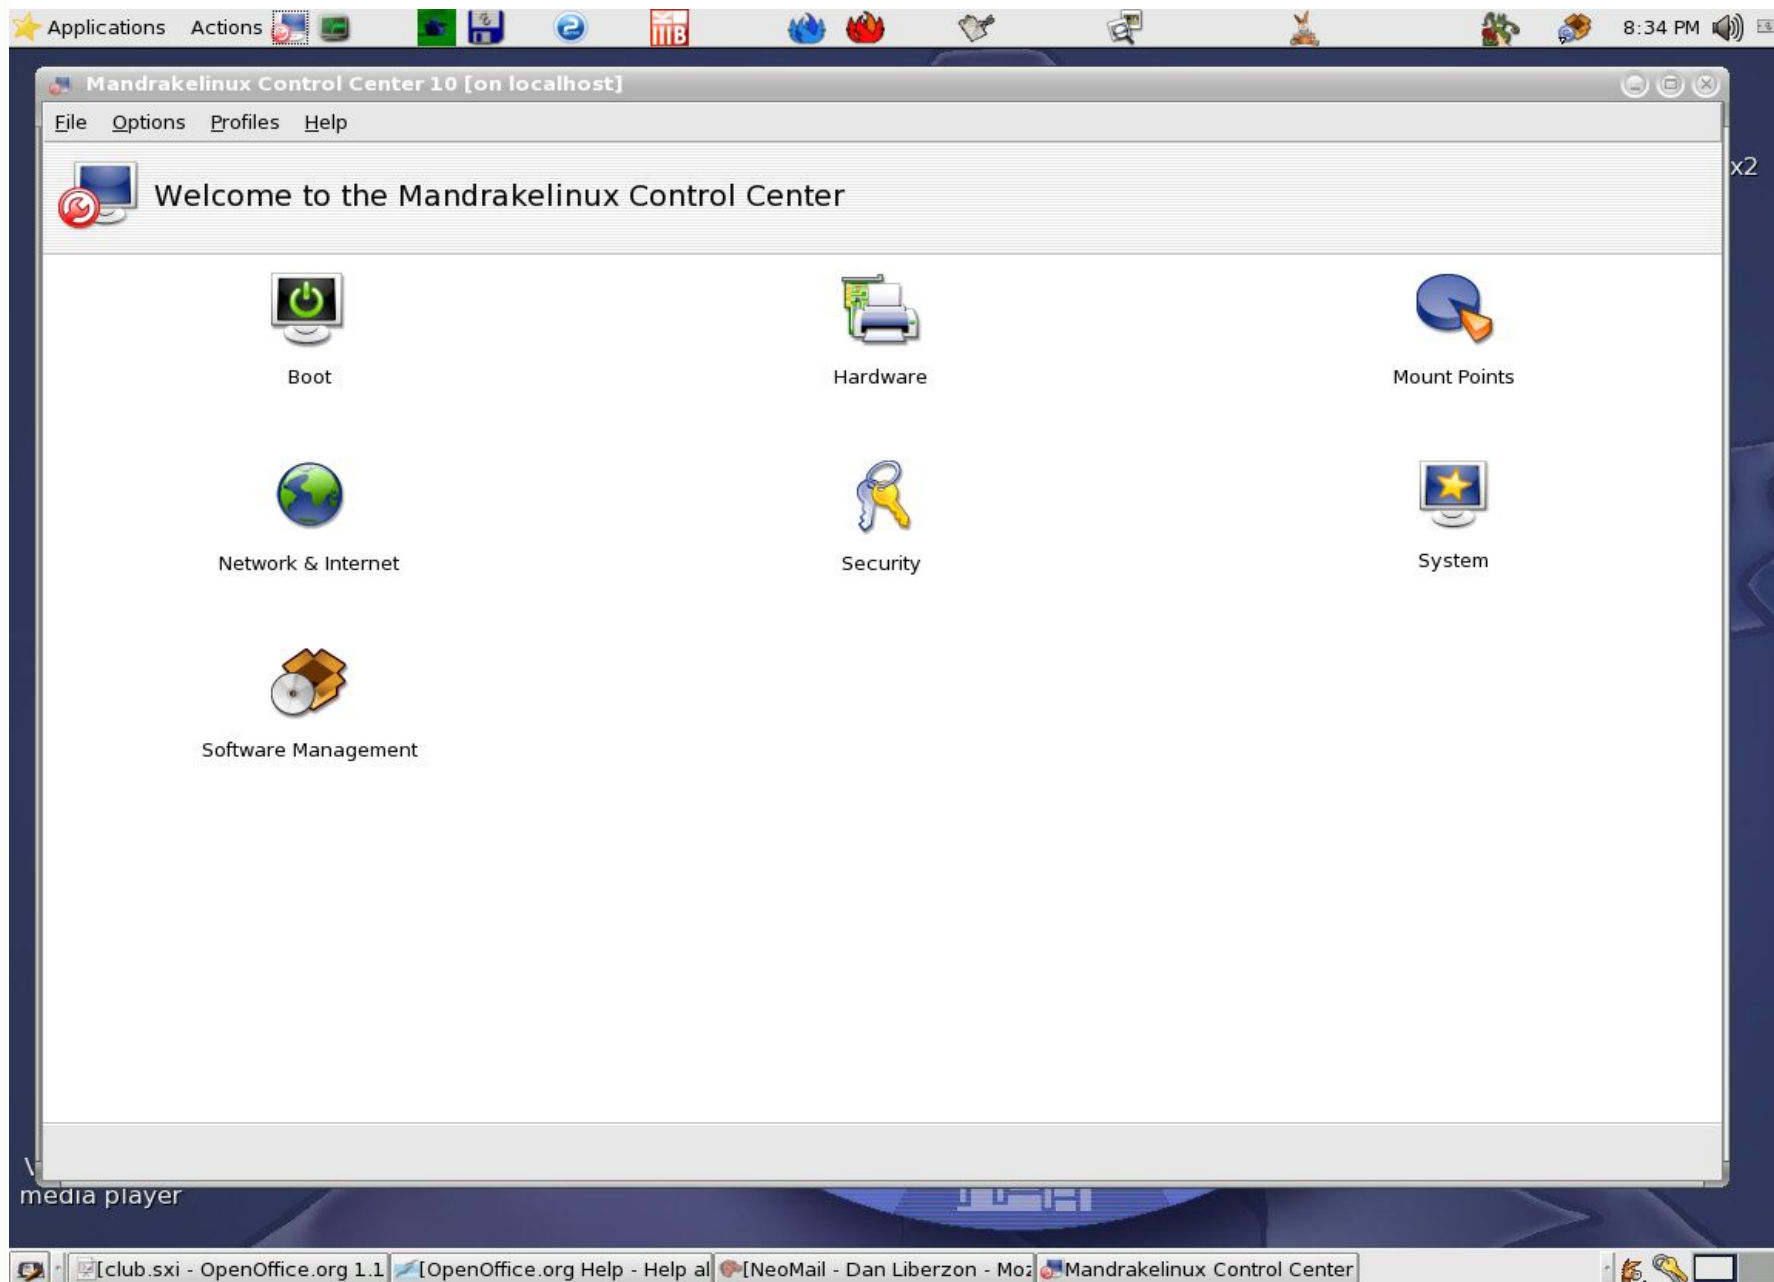 Applications Actions 8:34 PM
Mandrakelinux Control Center 10 [on localhost]
File Options Profiles Help
x2
Welcome to the Mandrakelinux Control Center
Boot Hardware Mount Points
Network & Internet Security System
Software Management
media player
[club.sxi - OpenOffice.org 1.1 [OpenOffice.org Help - Help al [NeoMail - Dan Liberzon - Moz Mandrakelinux Control Center